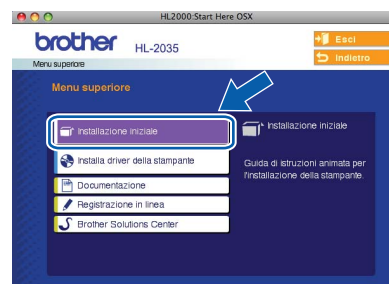 HL2000:Start Here OSX
brother
HL-2035
Esci
Indietro
Menu superiore
Menu superiore
Installazione iniziale
Installa driver della stampante
Documentazione
Registrazione in linea
Brother Solutions Center
Installazione iniziale
Guida di istruzioni animata per
l'installazione della stampante.